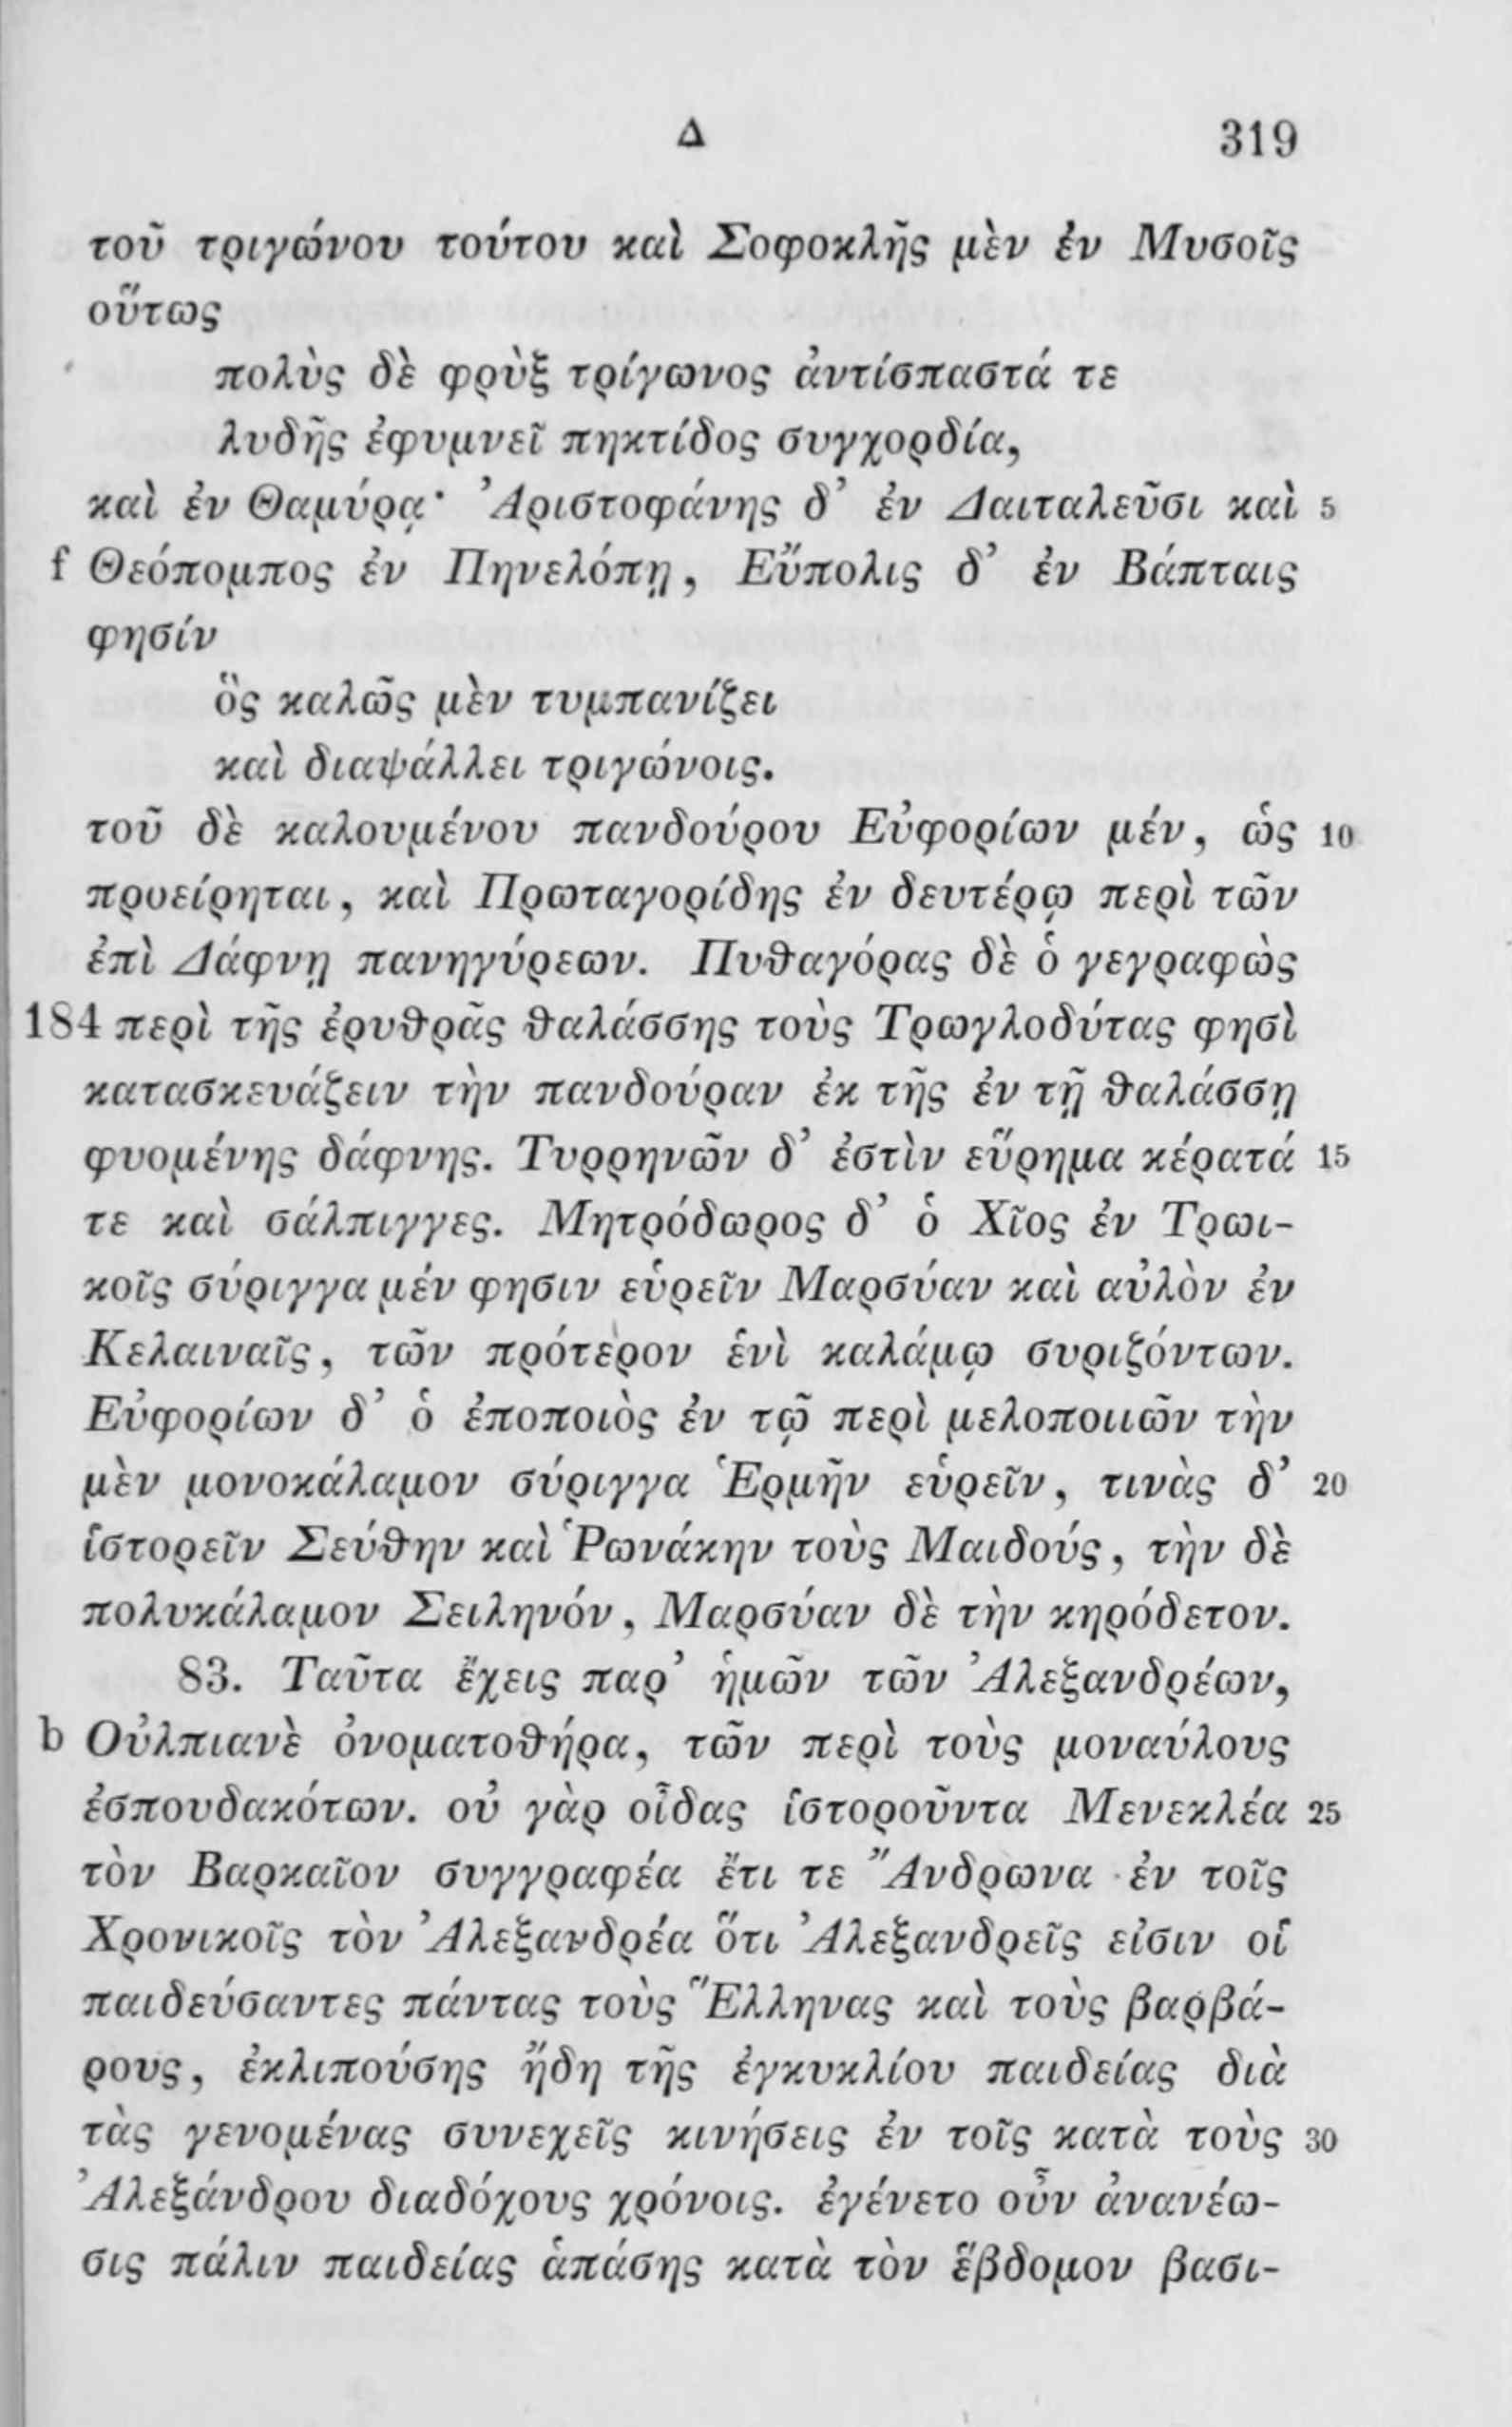 Δ 319
τοῦ τριγώνου τούτου καὶ Σοφοκλῆς μὲν ἐν Μυσοῖς
οὕτως
πολὺς δὲ φρὺξ τρίγωνος ἀντίσπαστά τε
λυδῆς ἐφυμνεῖ πηκτίδος συγχορδία,
καὶ ἐν Θαμύρᾳ· Ἀριστοφάνης δ’ ἐν Δαιταλεῦσι καὶ 5
f Θεόπομπος ἐν Πηνελόπῃ, Εὔπολις δ’ ἐν Βάπταις
φησίν
ὃς καλῶς μὲν τυμπανίζει
καὶ διαψάλλει τριγώνοις.
τοῦ δὲ καλουμένου πανδούρου Εὐφορίων μέν, ὡς 10
προείρηται, καὶ Πρωταγορίδης ἐν δευτέρῳ περὶ τῶν
ἐπὶ Δάφνῃ πανηγύρεων. Πυθαγόρας δὲ ὁ γεγραφὼς
184 περὶ τῆς ἐρυθρᾶς θαλάσσης τοὺς Τρωγλοδύτας φησὶ
κατασκευάζειν τὴν πανδούραν ἐκ τῆς ἐν τῇ θαλάσσῃ
φυομένης δάφνης. Τυρρηνῶν δ’ ἐστὶν εὕρημα κέρατά 15
τε καὶ σάλπιγγες. Μητρόδωρος δ’ ὁ Χῖος ἐν Τρωι-
κοῖς σύριγγα μέν φησιν εὑρεῖν Μαρσύαν καὶ αὐλὸν ἐν
Κελαιναῖς, τῶν πρότερον ἑνὶ καλάμῳ συριζόντων.
Εὐφορίων δ’ ὁ ἐποποιὸς ἐν τῷ περὶ μελοποιιῶν τὴν
μὲν μονοκάλαμον σύριγγα Ἑρμῆν εὑρεῖν, τινὰς δ’ 20
ἱστορεῖν Σεύθην καὶ Ῥωνάκην τοὺς Μαιδούς, τὴν δὲ
πολυκάλαμον Σειληνόν, Μαρσύαν δὲ τὴν κηρόδετον.
83. Ταῦτα ἔχεις παρ’ ἡμῶν τῶν Ἀλεξανδρέων,
b Οὐλπιανὲ ὀνοματοθήρα, τῶν περὶ τοὺς μοναύλους
ἐσπουδακότων. οὐ γὰρ οἶδας ἱστοροῦντα Μενεκλέα 25
τὸν Βαρκαῖον συγγραφέα ἔτι τε Ἄνδρωνα ἐν τοῖς
Χρονικοῖς τὸν Ἀλεξανδρέα ὅτι Ἀλεξανδρεῖς εἰσιν οἱ
παιδεύσαντες πάντας τοὺς Ἕλληνας καὶ τοὺς βαρβά-
ρους, ἐκλιπούσης ἤδη τῆς ἐγκυκλίου παιδείας διὰ
τὰς γενομένας συνεχεῖς κινήσεις ἐν τοῖς κατὰ τοὺς 30
Ἀλεξάνδρου διαδόχους χρόνοις. ἐγένετο οὖν ἀνανέω-
σις πάλιν παιδείας ἁπάσης κατὰ τὸν ἕβδομον βασι-